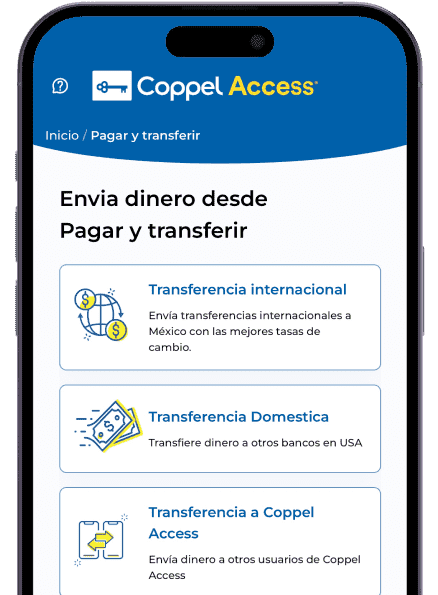 Coppel Access
Inicio / Pagar y transferir
Envia dinero desde
Pagar y transferir
Transferencia internacional
Envía transferencias internacionales a
México con las mejores tasas de
cambio.
Transferencia Domestica
Transfiere dinero a otros bancos en USA
Transferencia a Coppel
Access
Envía dinero a otros usuarios de Coppel
Access